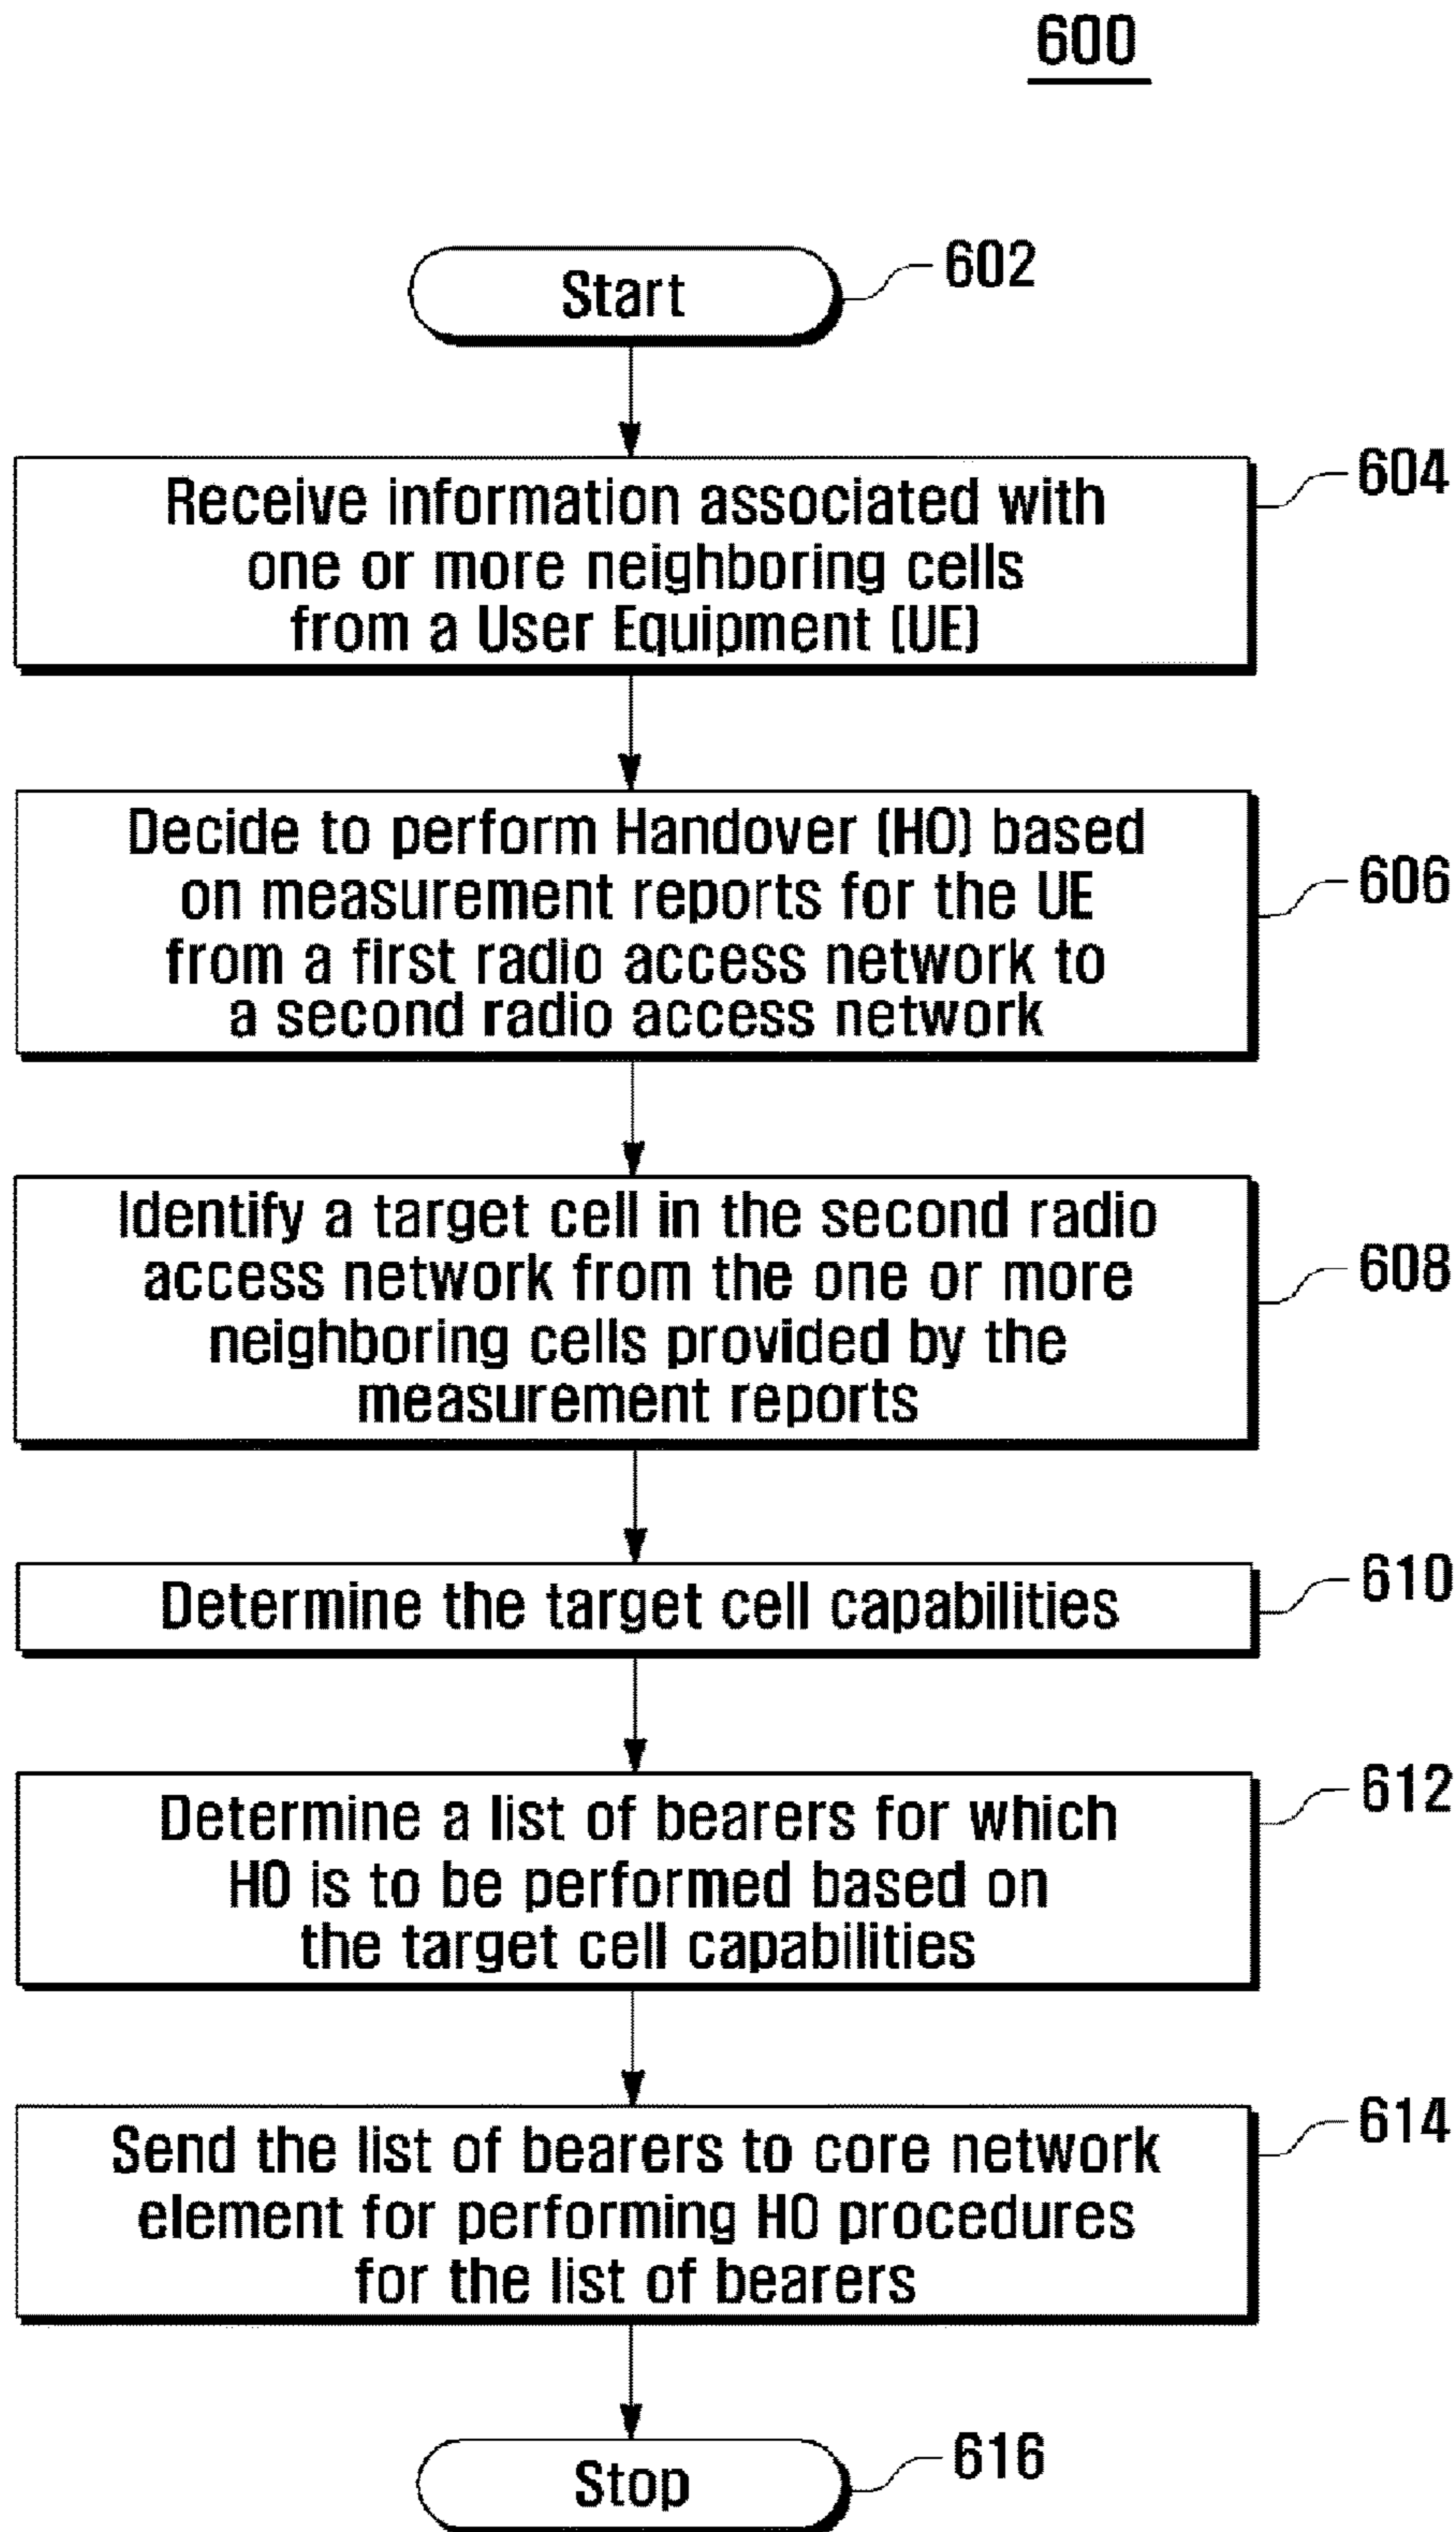 600
Start
602
Receive information associated with
one or more neighboring cells
from a User Equipment (UE)
604
Decide to perform Handover (HO) based
on measurement reports for the UE
from a first radio access network to
a second radio access network
606
Identify a target cell in the second radio
access network from the one or more
neighboring cells provided by the
measurement reports
608
Determine the target cell capabilities
610
Determine a list of bearers for which
HO is to be performed based on
the target cell capabilities
612
Send the list of bearers to core network
element for performing HO procedures
for the list of bearers
614
Stop
616